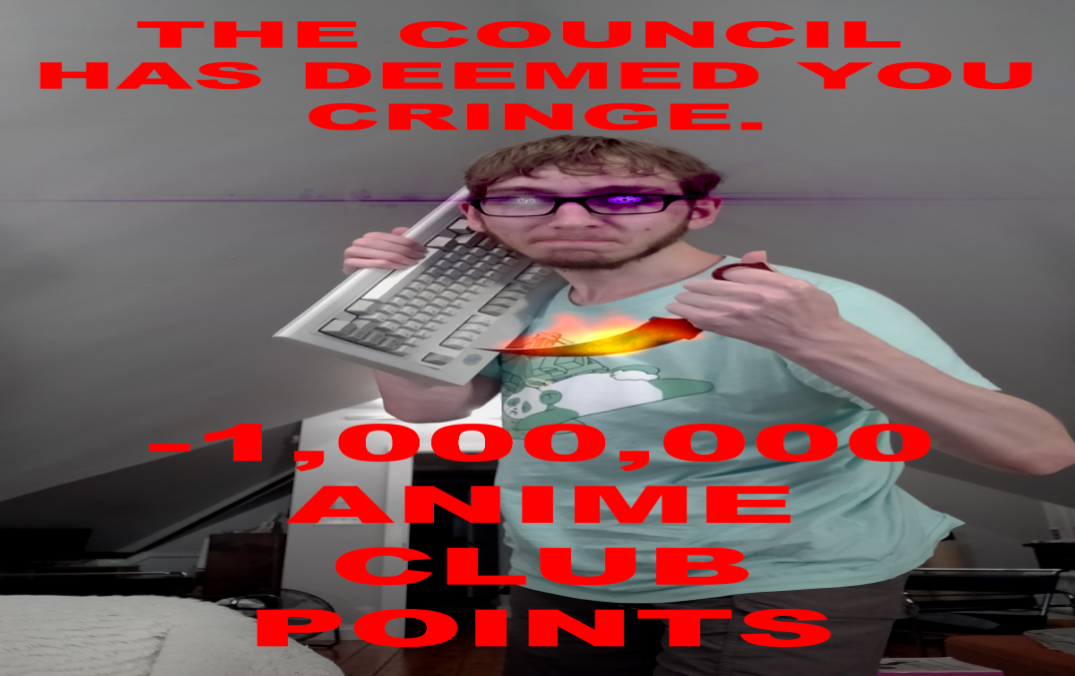 THE COUNCIL
HAS DEEMED YOU
CRINGE.
-1,000,000
ANIME
CLUB
POINTS